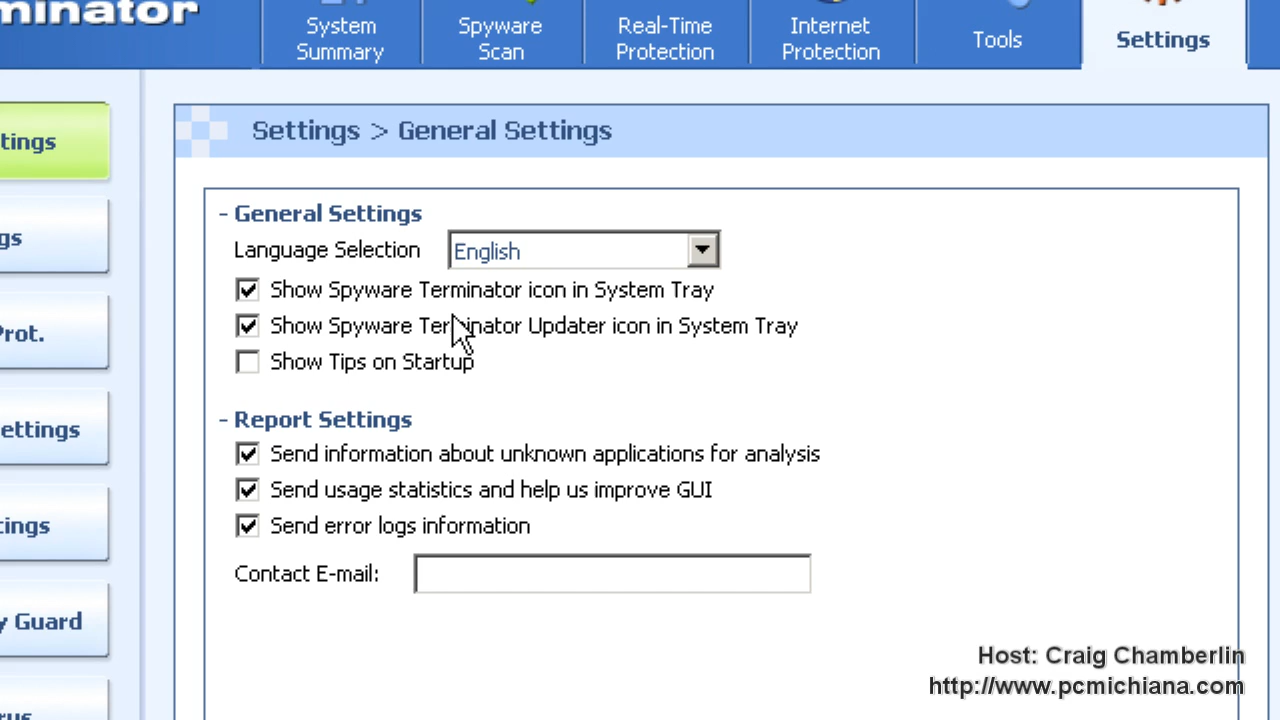 minator
System
Summary
Spyware
Scan
Real-Time
Protection
Internet
Protection
Tools
Settings
tings
gs
Prot.
ettings
tings
y Guard
Settings > General Settings
- General Settings
Language Selection
English
Show Spyware Terminator icon in System Tray
Show Spyware Terminator Updater icon in System Tray
Show Tips on Startup
- Report Settings
Send information about unknown applications for analysis
Send usage statistics and help us improve GUI
Send error logs information
Contact E-mail:
Host: Craig Chamberlin
http://www.pcmichiana.com